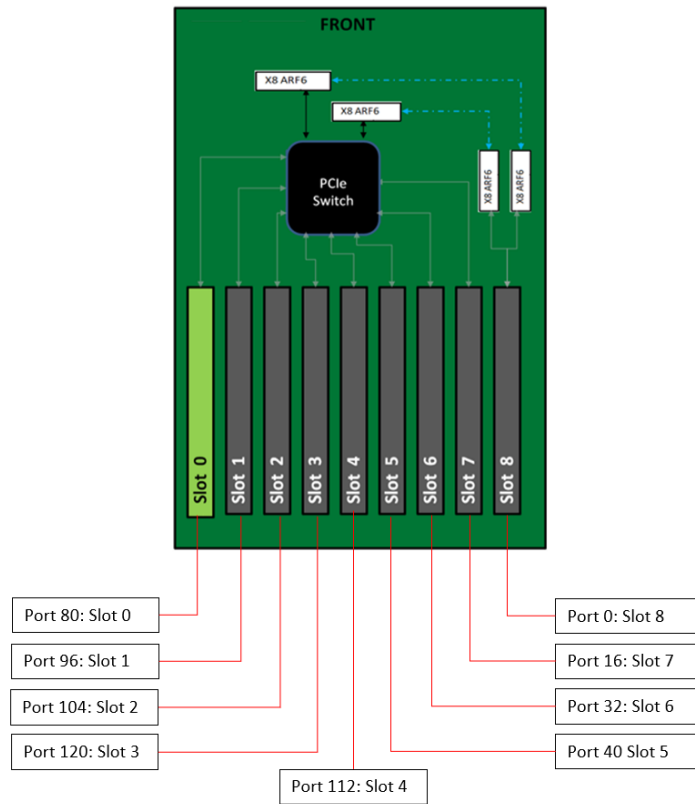 FRONT
X8 ARF6
X8 ARF6
PCIe
Switch
X8 ARF6
X8 ARF6
Slot 0
Slot 1
Slot 2
Slot 3
Slot 4
Slot 5
Slot 6
Slot 7
Slot 8
Port 80: Slot 0
Port 96: Slot 1
Port 104: Slot 2
Port 120: Slot 3
Port 112: Slot 4
Port 0: Slot 8
Port 16: Slot 7
Port 32: Slot 6
Port 40 Slot 5